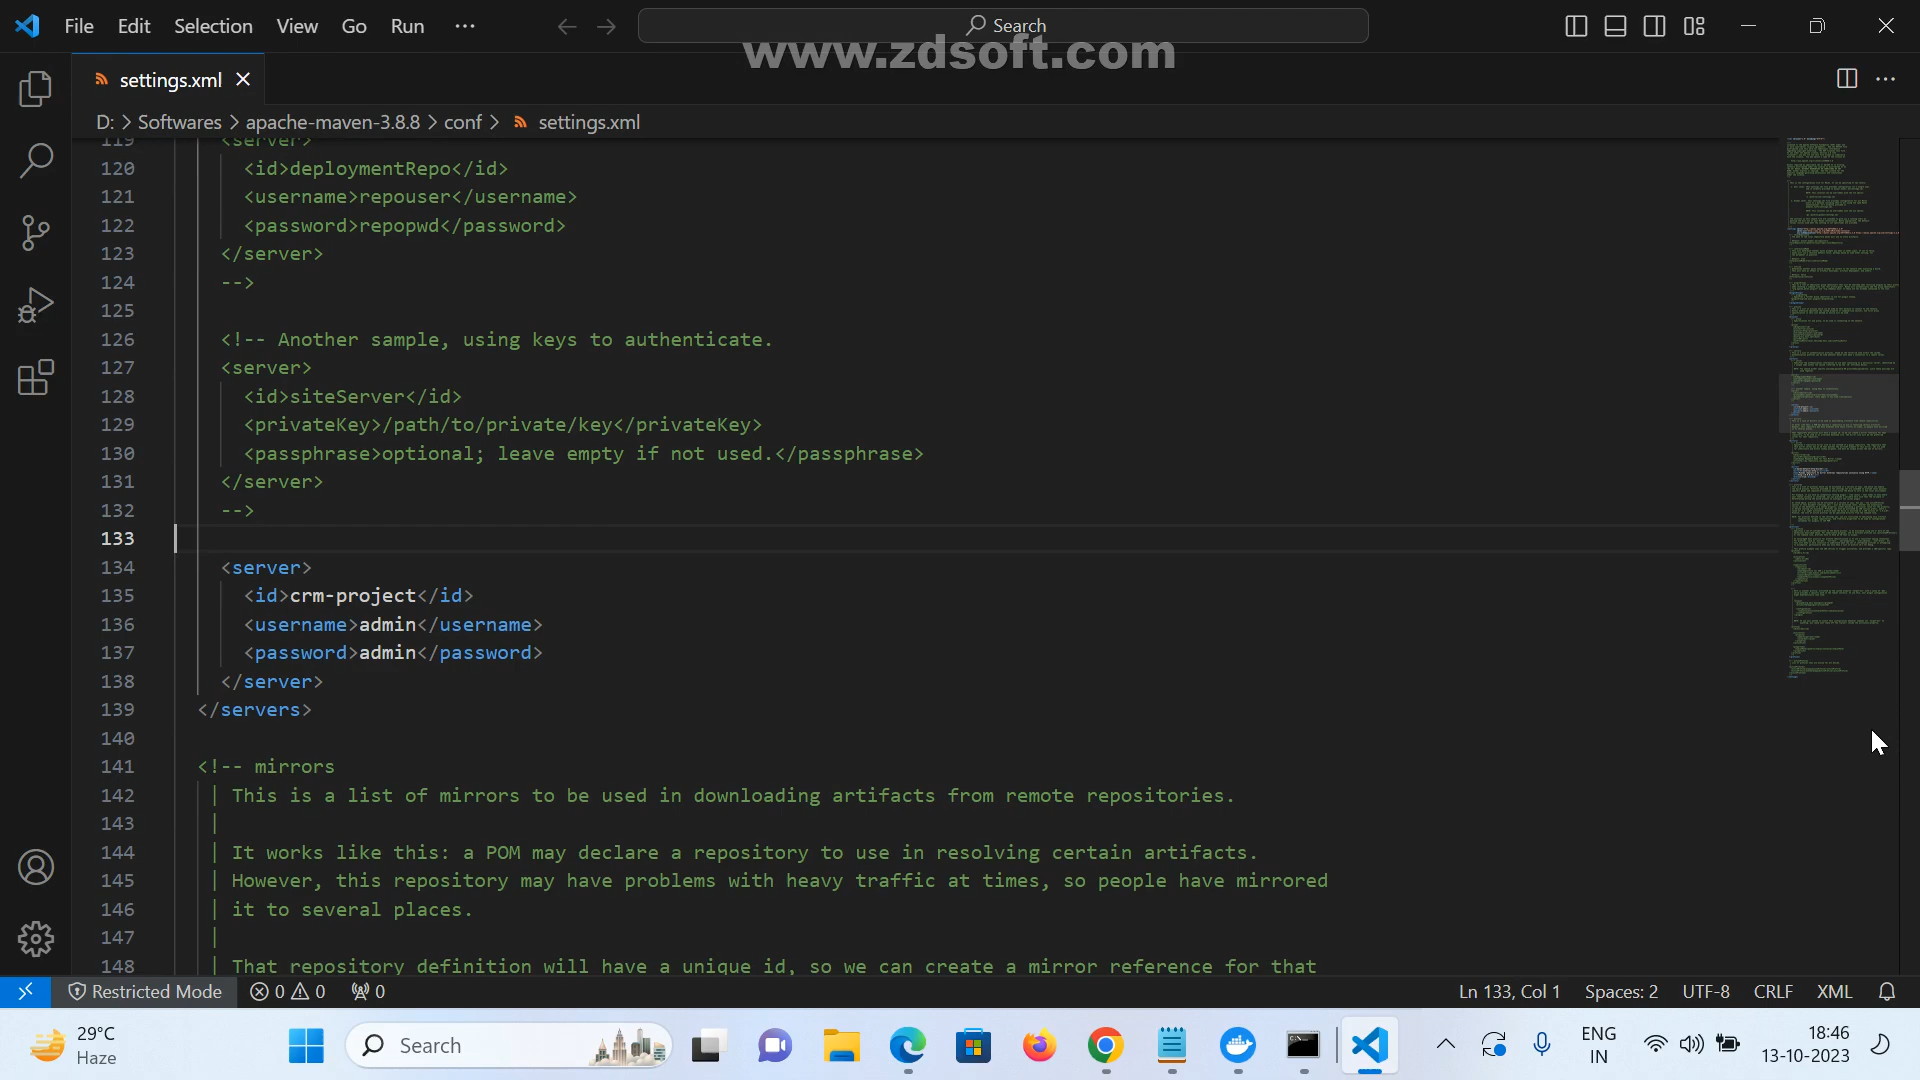 File Edit Selection View Go Run ··· Search
www.zdsoft.com
settings.xml
D: > Softwares > apache-maven-3.8.8 > conf > settings.xml
119 <server>
120 <id>deploymentRepo</id>
121 <username>repouser</username>
122 <password>repopwd</password>
123 </server>
124 -->
125
126 <!-- Another sample, using keys to authenticate.
127 <server>
128 <id>siteServer</id>
129 <privateKey>/path/to/private/key</privateKey>
130 <passphrase>optional; leave empty if not used.</passphrase>
131 </server>
132 -->
133
134 <server>
135 <id>crm-project</id>
136 <username>admin</username>
137 <password>admin</password>
138 </server>
139 </servers>
140
141 <!-- mirrors
142 | This is a list of mirrors to be used in downloading artifacts from remote repositories.
143 |
144 | It works like this: a POM may declare a repository to use in resolving certain artifacts.
145 | However, this repository may have problems with heavy traffic at times, so people have mirrored
146 | it to several places.
147 |
148 | That repository definition will have a unique id, so we can create a mirror reference for that
Restricted Mode 0 0 0 Ln 133, Col 1 Spaces: 2 UTF-8 CRLF XML
29°C
Haze
Search
ENG
IN
18:46
13-10-2023